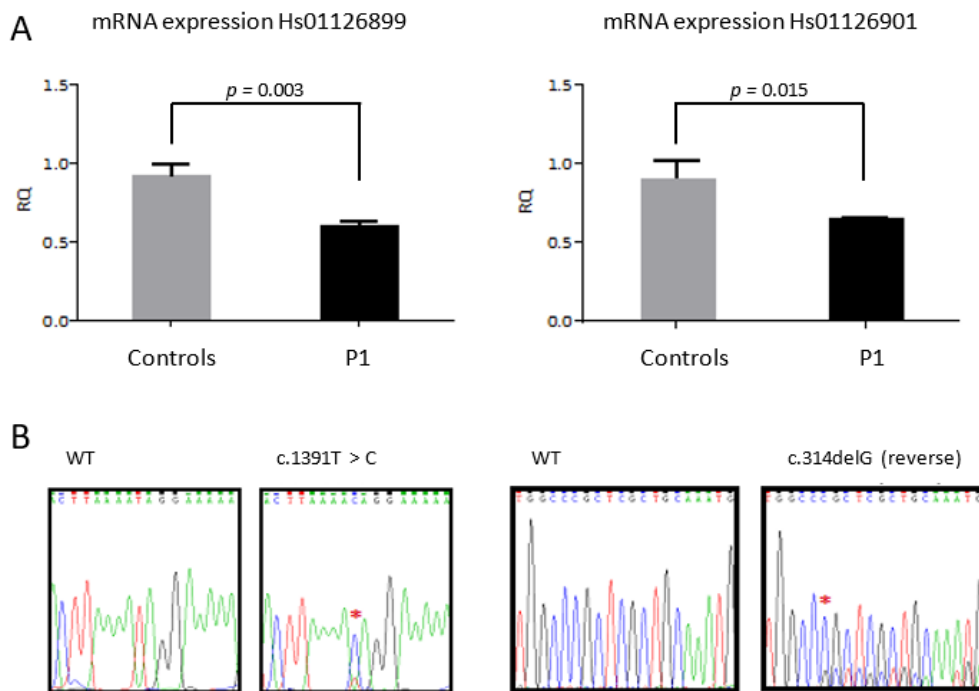 A
mRNA expression Hs01126899
mRNA expression Hs01126901
1.5
1.0
0.5
0.0
RQ
p = 0.003
Controls
P1
1.5
1.0
0.5
0.0
RQ
p = 0.015
Controls
P1
B
WT
c.1391T > C
WT
c.314delG (reverse)
C T T A A A A T A G G A A A A A
A C T T A A A A C A G G A A A A A
*
T G G C C C G C T C G C T G C A A A T G
T G G C C C G C T C G C T G C A A A T
*